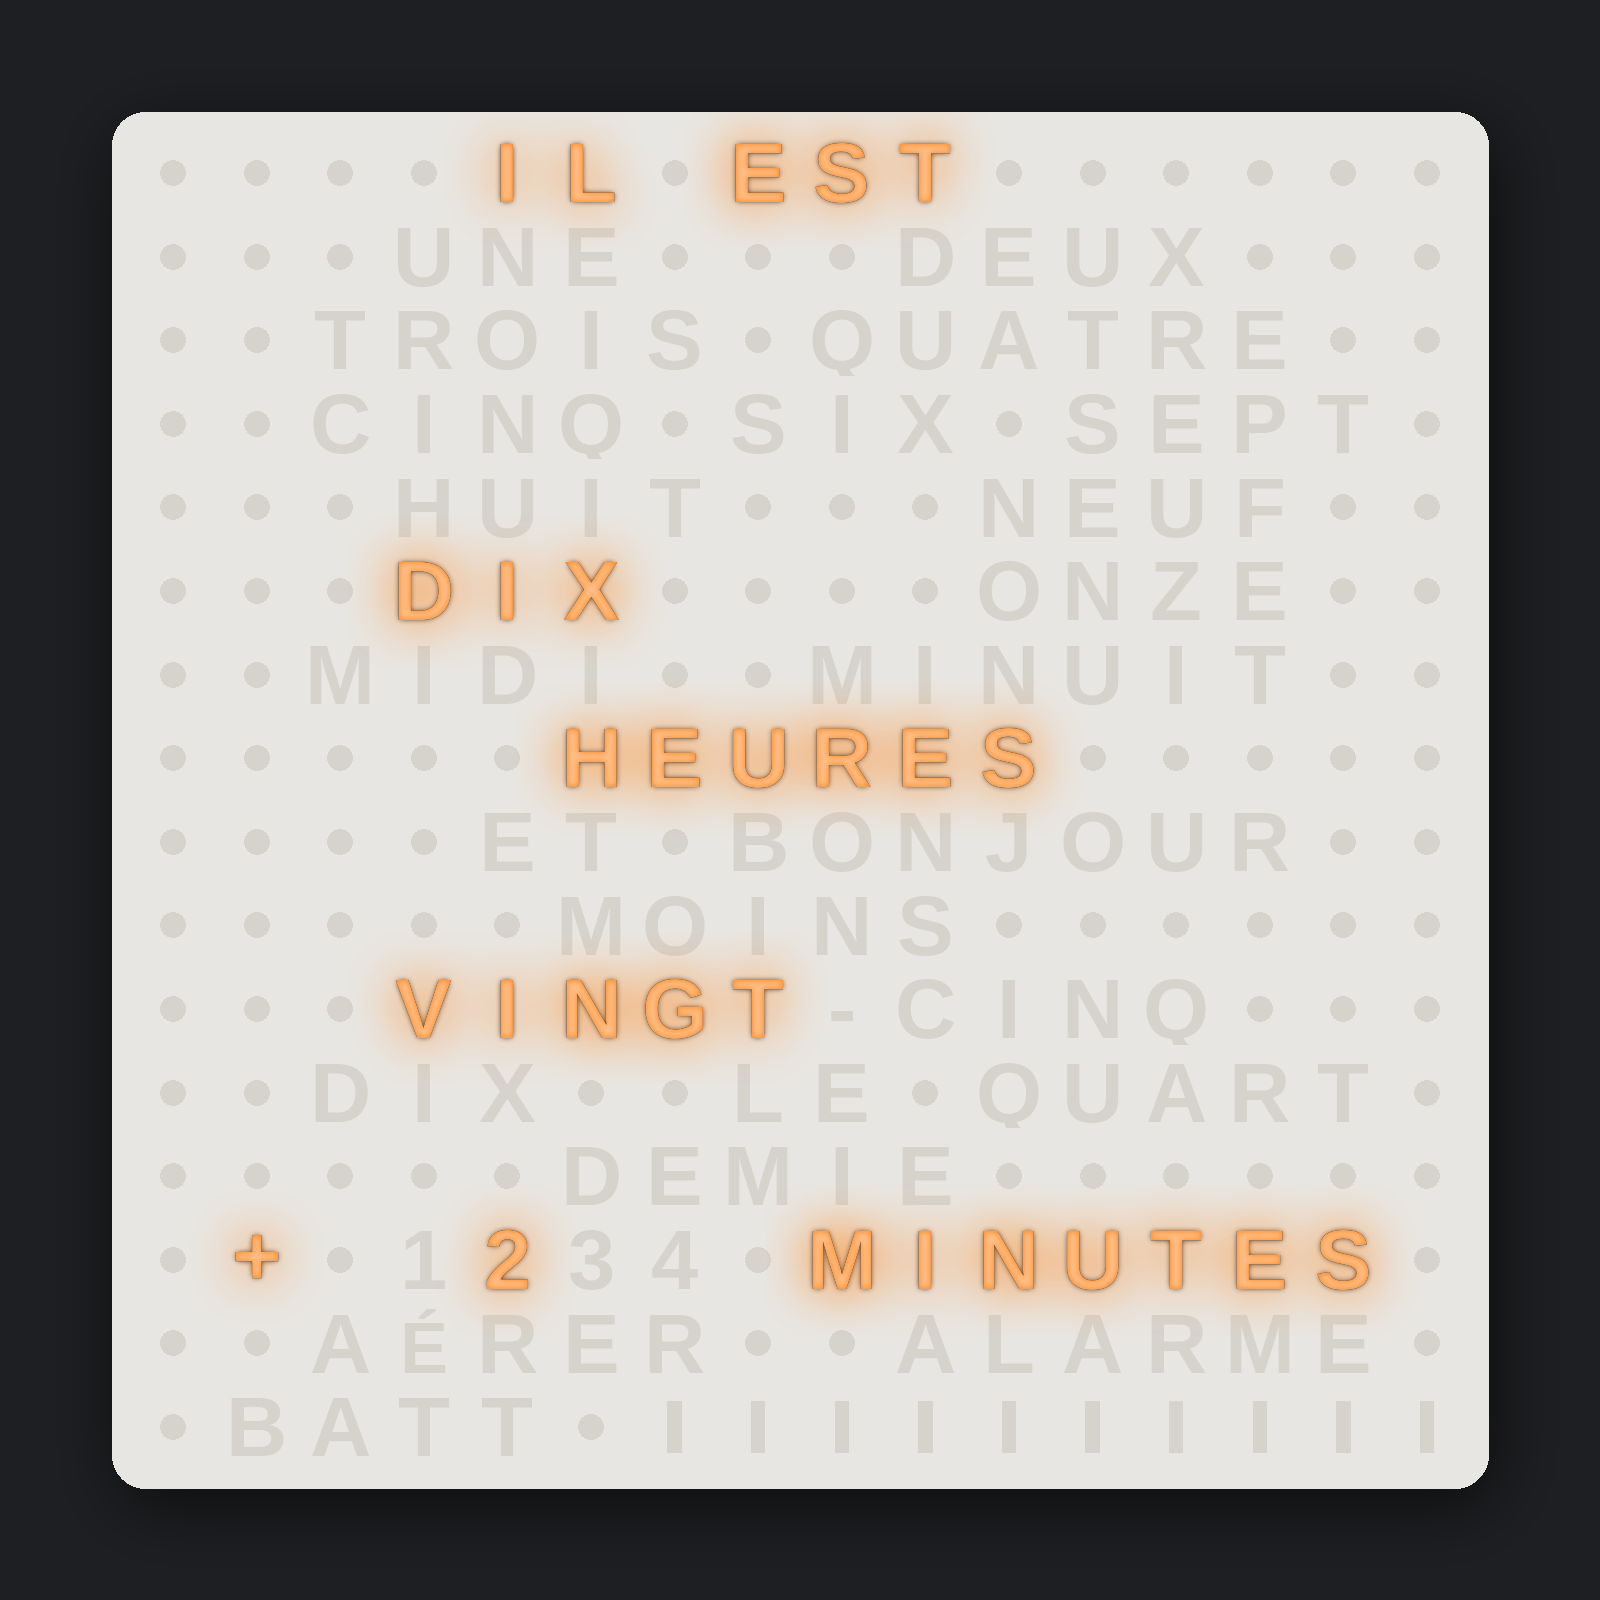 IL EST
UNE DEUX
TROIS QUATRE
CINQ SIX SEPT
HUIT NEUF
DIX ONZE
MIDI MINUIT
HEURES
ET BONJOUR
MOINS
VINGT - CINQ
DIX LE QUART
DEMIE
+ 1 2 3 4 MINUTES
AÉRER ALARME
BATT I I I I I I I I I I